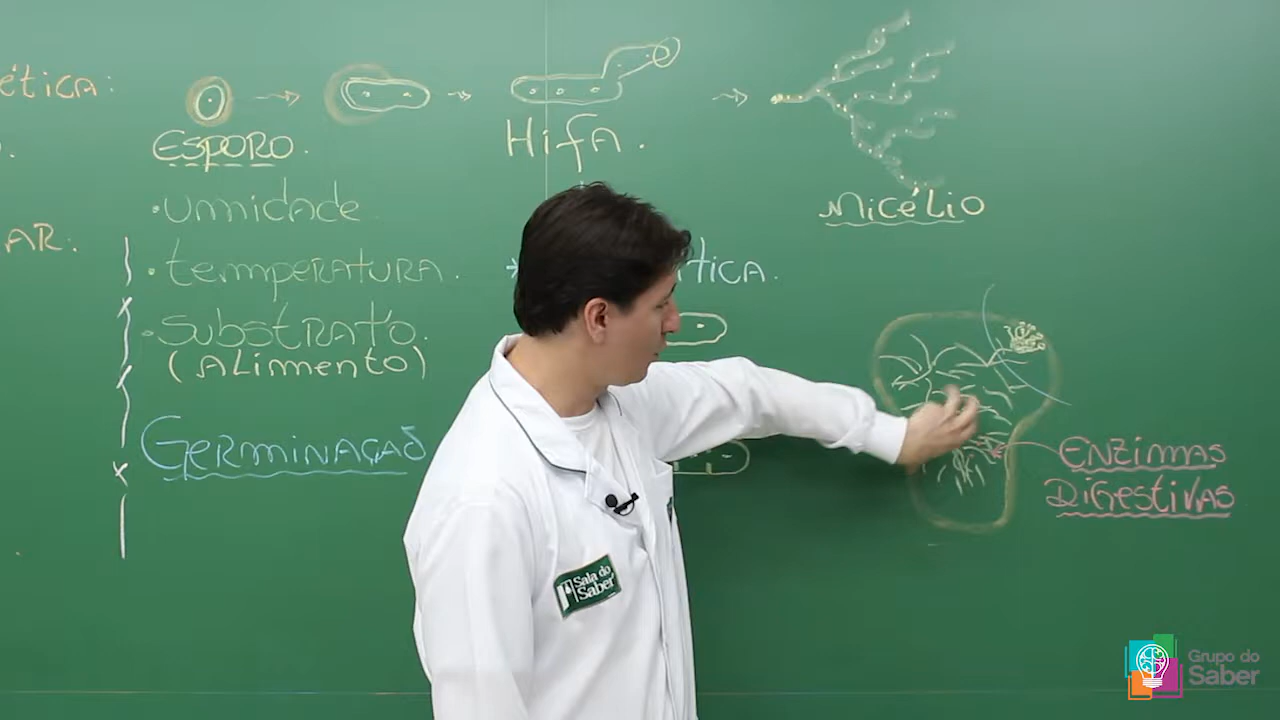 ética:
ESPORO.
Hifa.
Micélio
AR:
•umidade
•temperatura.
tica.
•Substrato.
(Alimento)
Germinação
ENZIMAS
DIGESTIVAS
Sala do
Saber
Grupo do
Saber